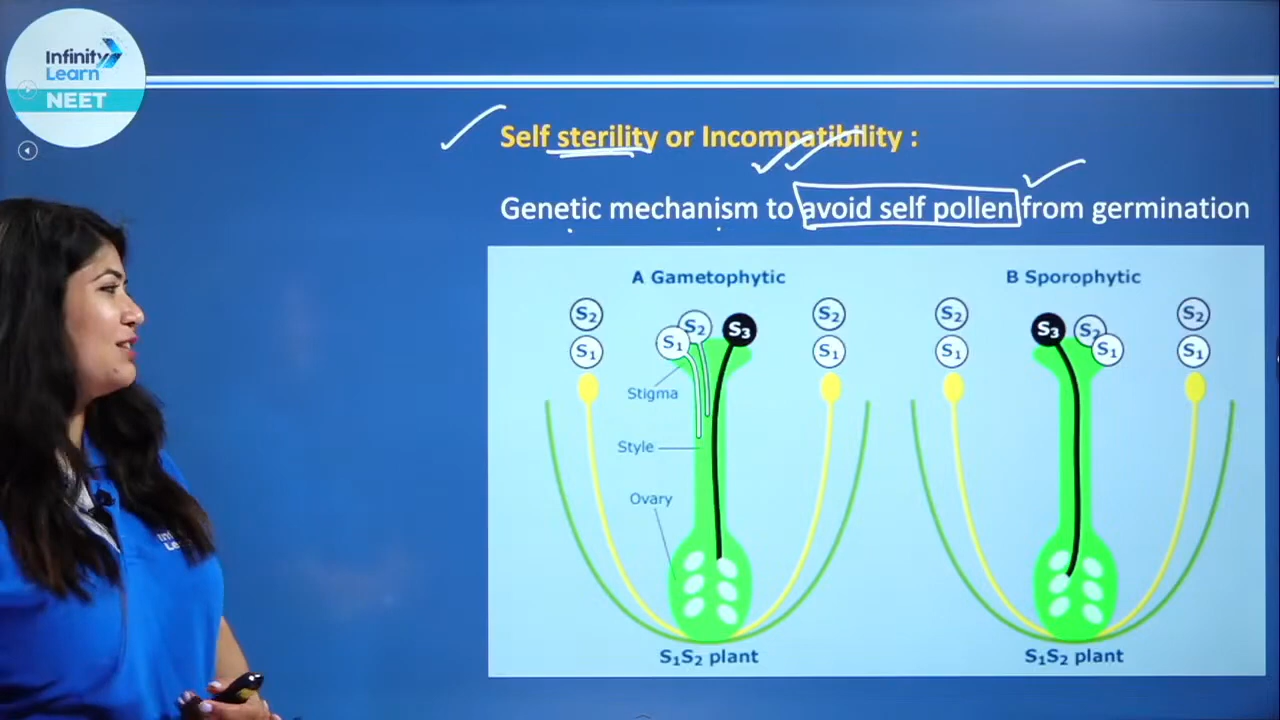 Infinity
Learn
NEET
Self sterility or Incompatibility :
Genetic mechanism to avoid self pollen from germination
A Gametophytic
B Sporophytic
S₂ S₂ S₃ S₂ S₂ S₃ S₂ S₂
S₁ S₁ S₁ S₁ S₁ S₁
Stigma
Style
Ovary
S₁S₂ plant
S₁S₂ plant